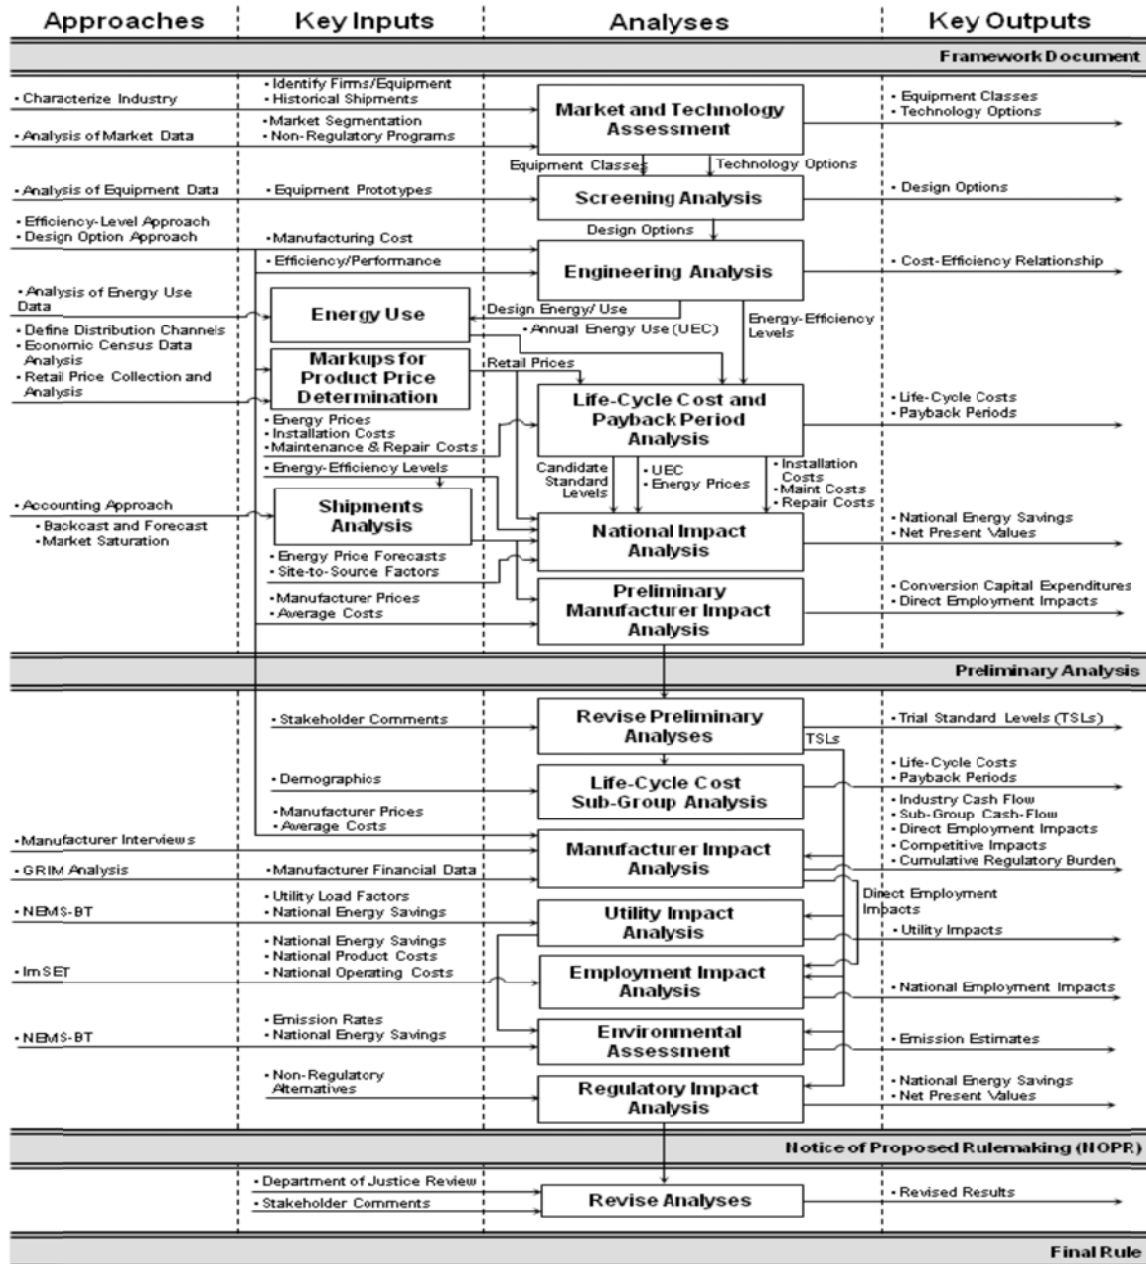 Approaches
Key Inputs
Analyses
Key Outputs
Framework Document
• Characterize Industry
• Identify Firms/Equipment
• Historical Shipments
Market and Technology
Assessment
• Equipment Classes
• Technology Options
• Analysis of Market Data
• Market Segmentation
• Non-Regulatory Programs
Equipment Classes
Technology Options
• Analysis of Equipment Data
• Equipment Prototypes
Screening Analysis
• Design Options
• Efficiency-Level Approach
• Design Option Approach
Design Options
• Manufacturing Cost
• Efficiency/Performance
Engineering Analysis
• Cost-Efficiency Relationship
• Analysis of Energy Use
Data
Energy Use
Design Energy/ Use
• Annual Energy Use (UEC)
Energy-Efficiency
Levels
• Define Distribution Channels
• Economic Census Data
Analysis
• Retail Price Collection and
Analysis
Markups for
Product Price
Determination
Retail Prices
Life-Cycle Cost and
Payback Period
Analysis
• Life-Cycle Costs
• Payback Periods
• Energy Prices
• Installation Costs
• Maintenance & Repair Costs
• Energy-Efficiency Levels
Candidate
Standard
Levels
• UEC
• Energy Prices
• Installation
Costs
• Maint Costs
• Repair Costs
• Accounting Approach
• Backcast and Forecast
• Market Saturation
Shipments
Analysis
National Impact
Analysis
• National Energy Savings
• Net Present Values
• Energy Price Forecasts
• Site-to-Source Factors
• Manufacturer Prices
• Average Costs
Preliminary
Manufacturer Impact
Analysis
• Conversion Capital Expenditures
• Direct Employment Impacts
Preliminary Analysis
• Stakeholder Comments
Revise Preliminary
Analyses
• Trial Standard Levels (TSLs)
TSLs
• Demographics
Life-Cycle Cost
Sub-Group Analysis
• Life-Cycle Costs
• Payback Periods
• Manufacturer Prices
• Average Costs
• Industry Cash Flow
• Sub-Group Cash-Flow
• Direct Employment Impacts
• Competitive Impacts
• Cumulative Regulatory Burden
• Manufacturer Interviews
Manufacturer Impact
Analysis
• GRIM Analysis
• Manufacturer Financial Data
Direct Employment
Impacts
• NEMS-BT
• Utility Load Factors
• National Energy Savings
Utility Impact
Analysis
• Utility Impacts
• ImSET
• National Energy Savings
• National Product Costs
• National Operating Costs
Employment Impact
Analysis
• National Employment Impacts
• NEMS-BT
• Emission Rates
• National Energy Savings
Environmental
Assessment
• Emission Estimates
• Non-Regulatory
Alternatives
Regulatory Impact
Analysis
• National Energy Savings
• Net Present Values
Notice of Proposed Rulemaking (NOPR)
• Department of Justice Review
• Stakeholder Comments
Revise Analyses
• Revised Results
Final Rule